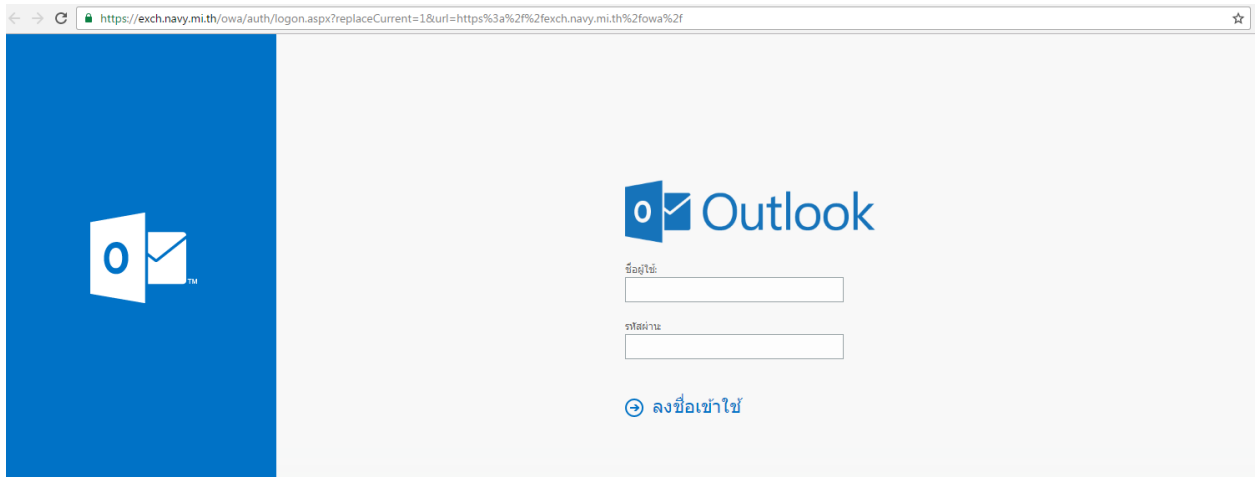 https://exch.navy.mi.th/owa/auth/logon.aspx?replaceCurrent=1&url=https%3a%2f%2fexch.navy.mi.th%2fowa%2f
Outlook
ชื่อผู้ใช้:
รหัสผ่าน:
ลงชื่อเข้าใช้
O
TM